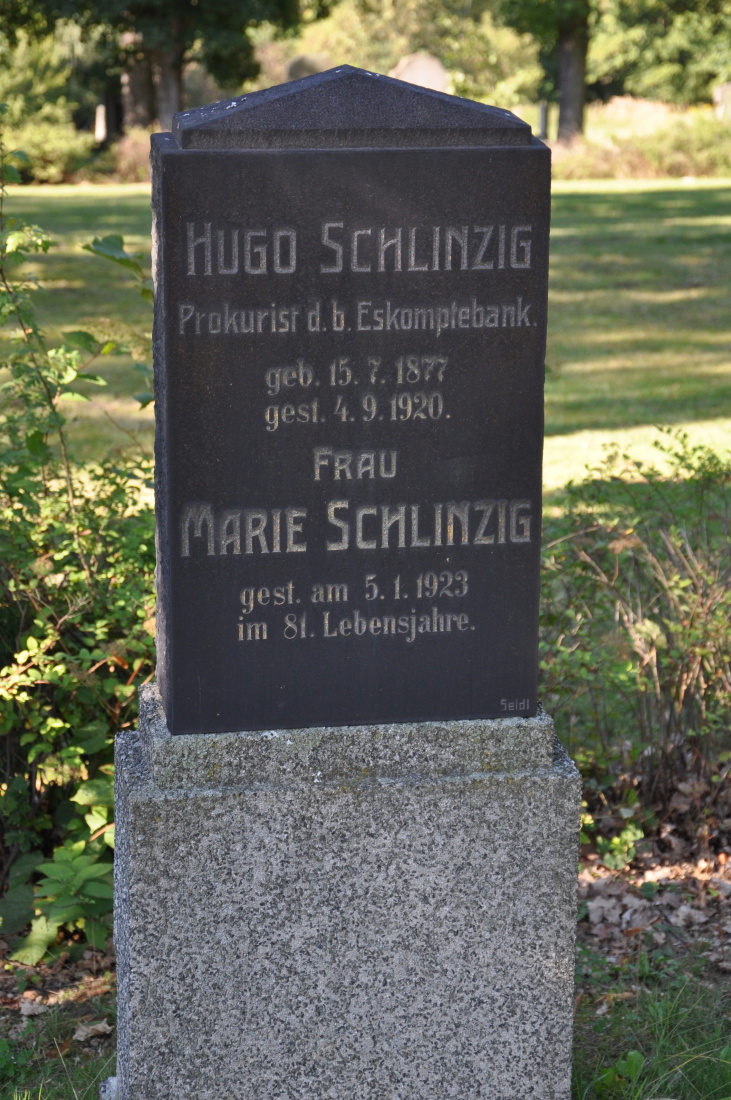 HUGO SCHLINZIG
Prokurist d. b. Eskomptebank.
geb. 15. 7. 1877
gest. 4. 9. 1920.
FRAU
MARIE SCHLINZIG
gest. am 5. 1. 1923
im 81. Lebensjahre.
Seidl